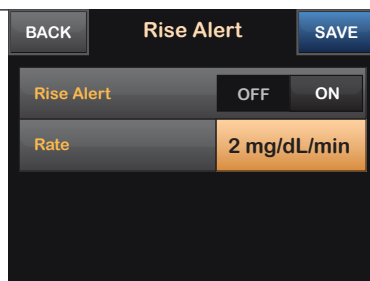 BACK Rise Alert SAVE
Rise Alert OFF ON
Rate 2 mg/dL/min